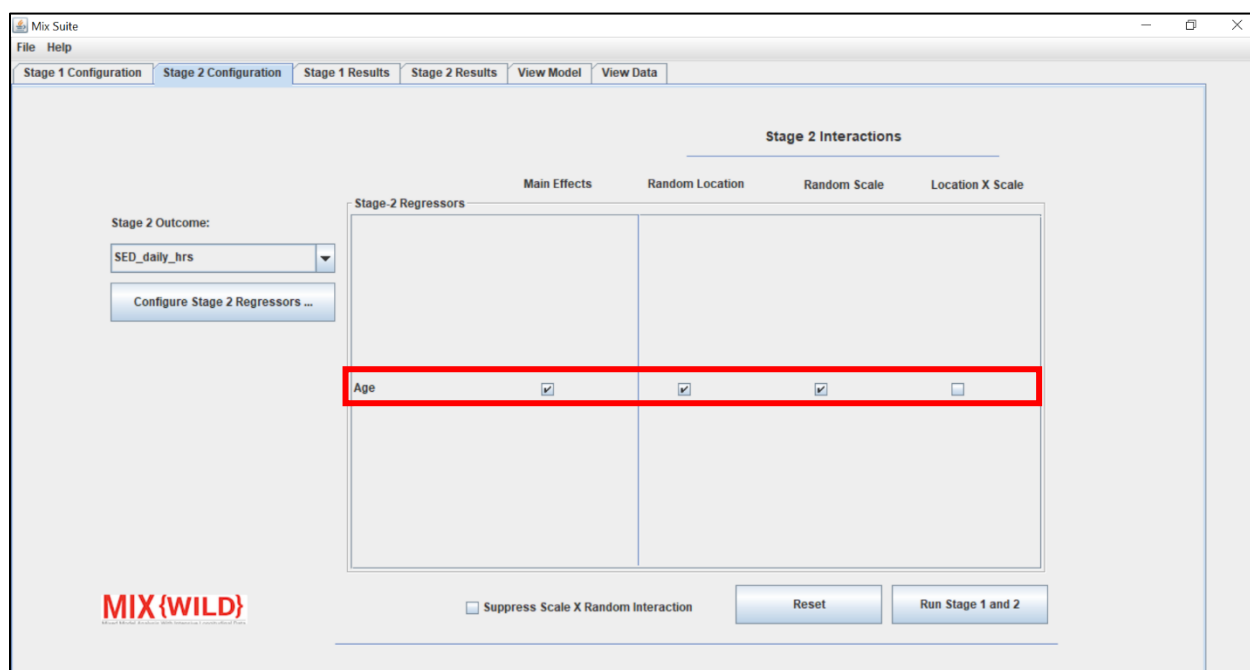 Mix Suite
File Help
Stage 1 Configuration Stage 2 Configuration Stage 1 Results Stage 2 Results View Model View Data
Stage 2 Interactions
Main Effects Random Location Random Scale Location X Scale
Stage-2 Regressors
Stage 2 Outcome:
SED_daily_hrs
Configure Stage 2 Regressors ...
Age
MIX {WILD}
Suppress Scale X Random Interaction
Reset
Run Stage 1 and 2